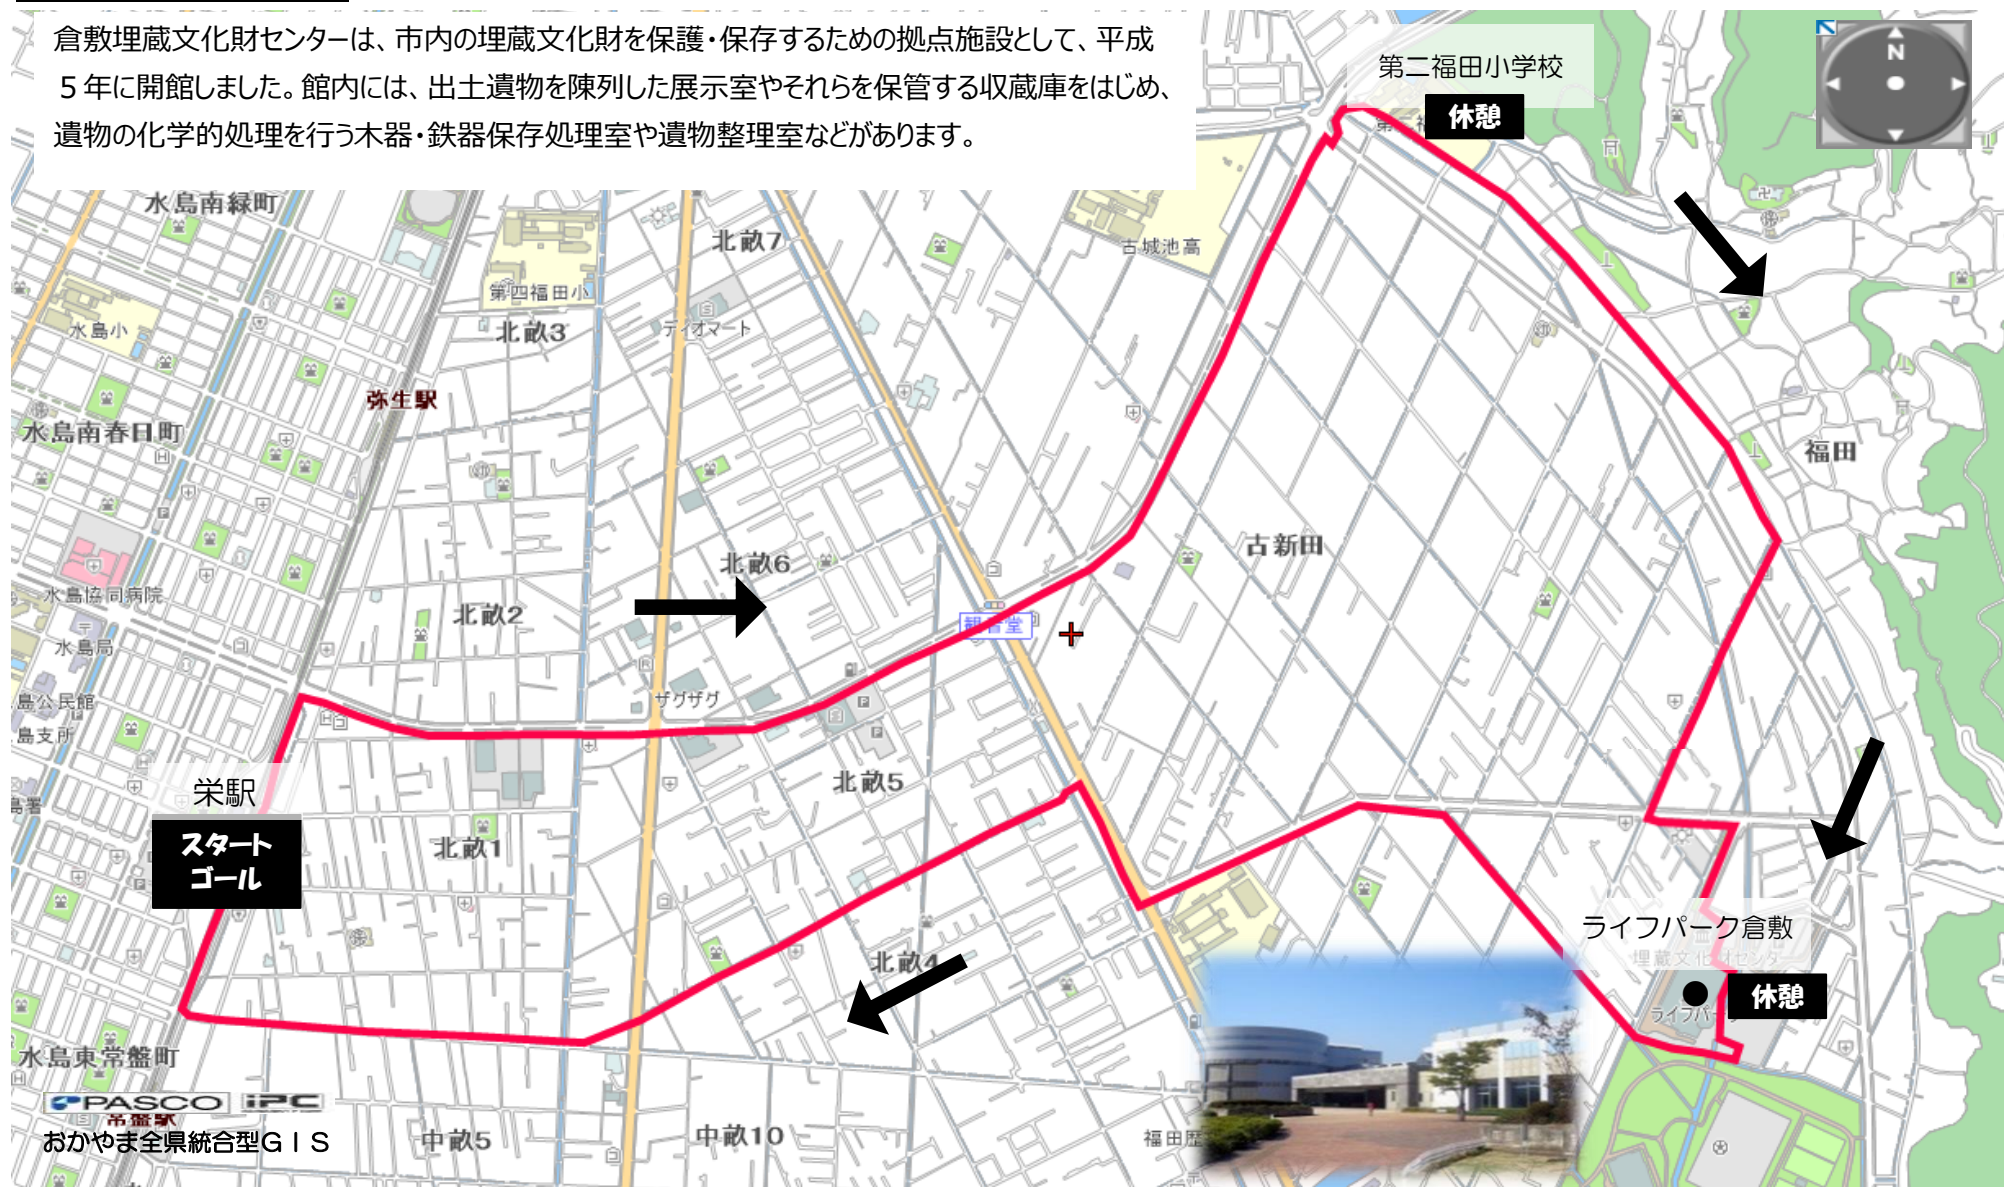 倉敷埋蔵文化財センターは、市内の埋蔵文化財を保護・保存するための拠点施設として、平成
５年に開館しました。館内には、出土遺物を陳列した展示室やそれらを保管する収蔵庫をはじめ、
遺物の化学的処理を行う木器・鉄器保存処理室や遺物整理室などがあります。
第二福田小学校
休憩
N
水島南緑町
北畝7
古城池高
第四福田小
水島小
北畝3
ディオマート
弥生駅
水島南春日町
福田
古新田
北畝6
水島協同病院
北畝2
観音堂
水島局
島公民館
ザグザグ
島支所
栄駅
北畝5
島署
スタート
ゴール
北畝1
ライフパーク倉敷
埋蔵文化財センター
北畝4
休憩
ライフパーク
水島東常盤町
PASCO iPC
常盤駅
おかやま全県統合型GIS
中畝5
中畝10
福田歴